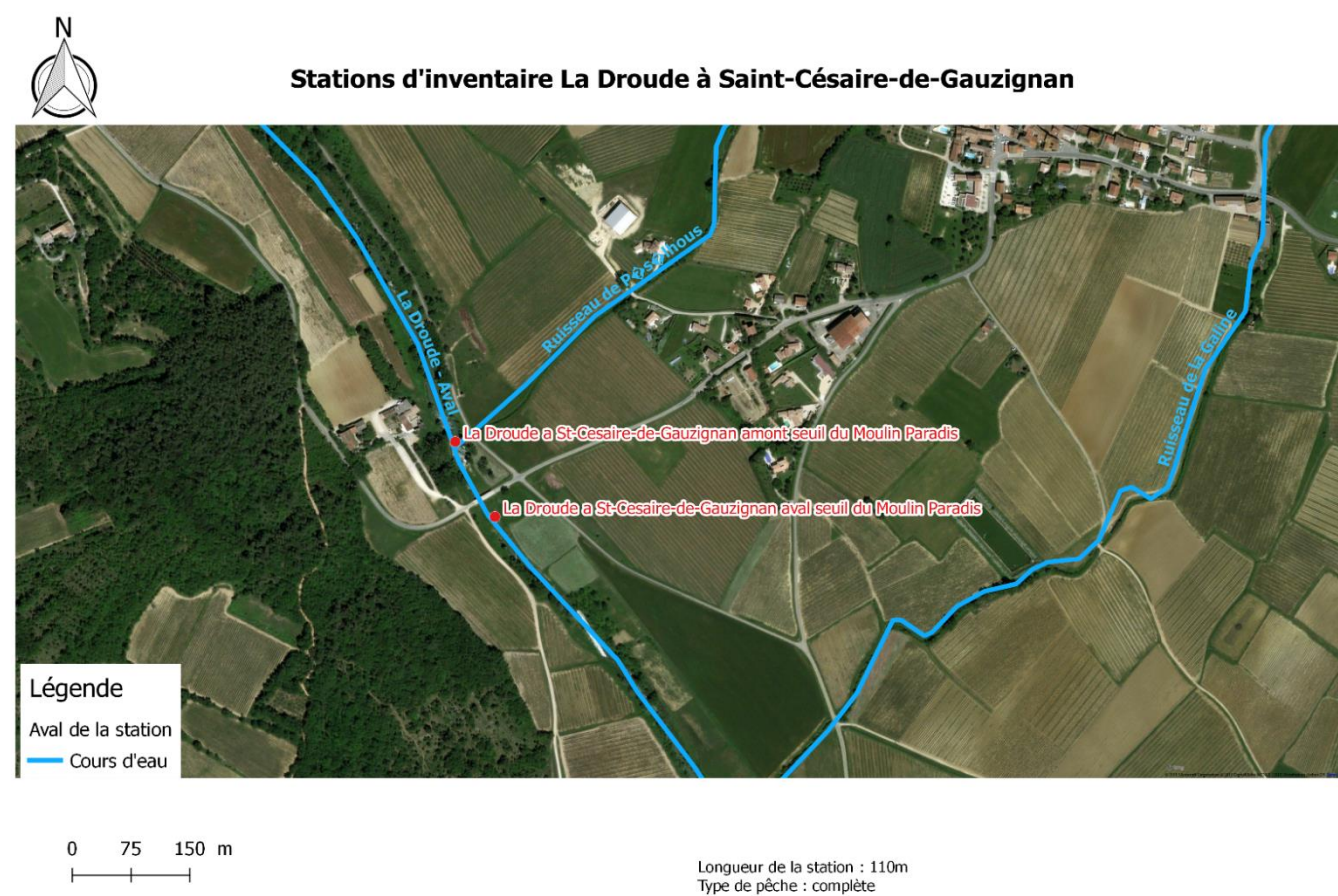 N
Stations d'inventaire La Droude à Saint-Césaire-de-Gauzignan
La Droude - Aval
Ruisseau de
Ruisseau de la Galine
La Droude a St-Cesaire-de-Gauzignan amont seuil du Moulin Paradis
La Droude a St-Cesaire-de-Gauzignan aval seuil du Moulin Paradis
Légende
Aval de la station
Cours d'eau
0 75 150 m
Longueur de la station : 110m
Type de pêche : complète